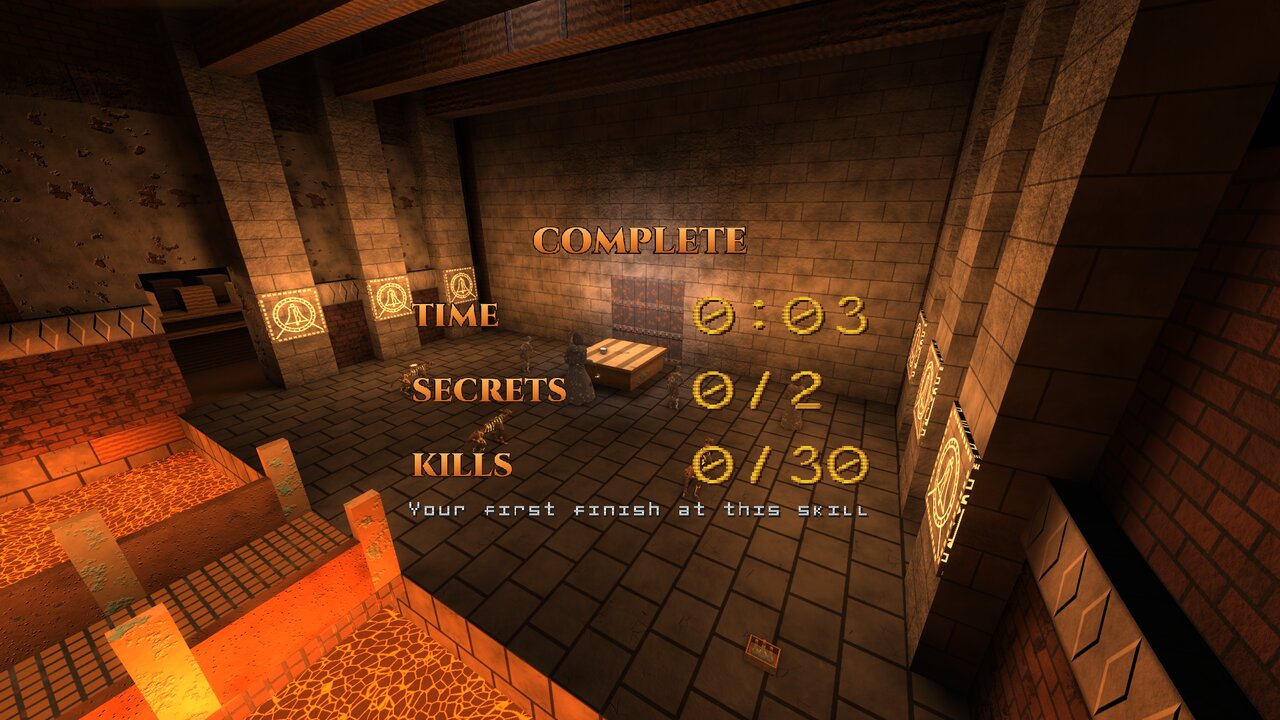 COMPLETE
TIME 0:03
SECRETS 0/2
KILLS 0/30
Your first finish at this skill